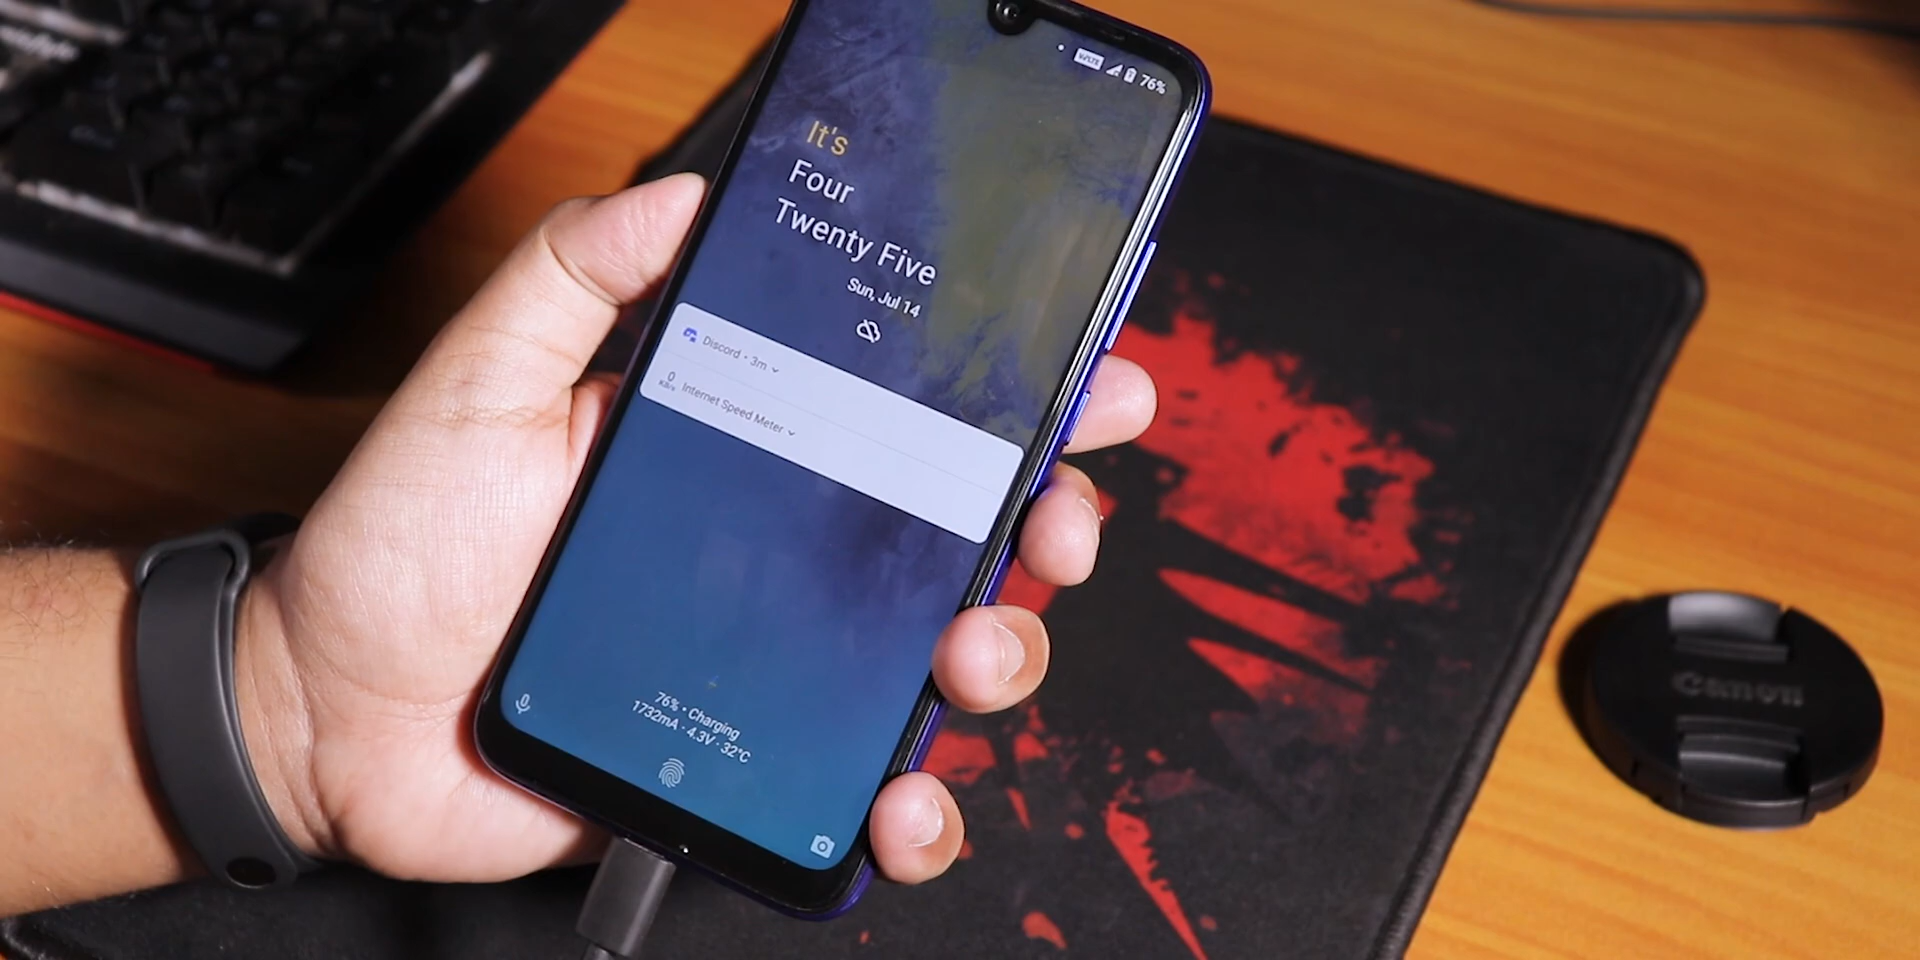 VoLTE 76%
It's
Four
Twenty Five
Sun, Jul 14
Discord • 3m
0
KB/s
Internet Speed Meter
76% • Charging
1732mA · 4.3V · 32°C
Canon